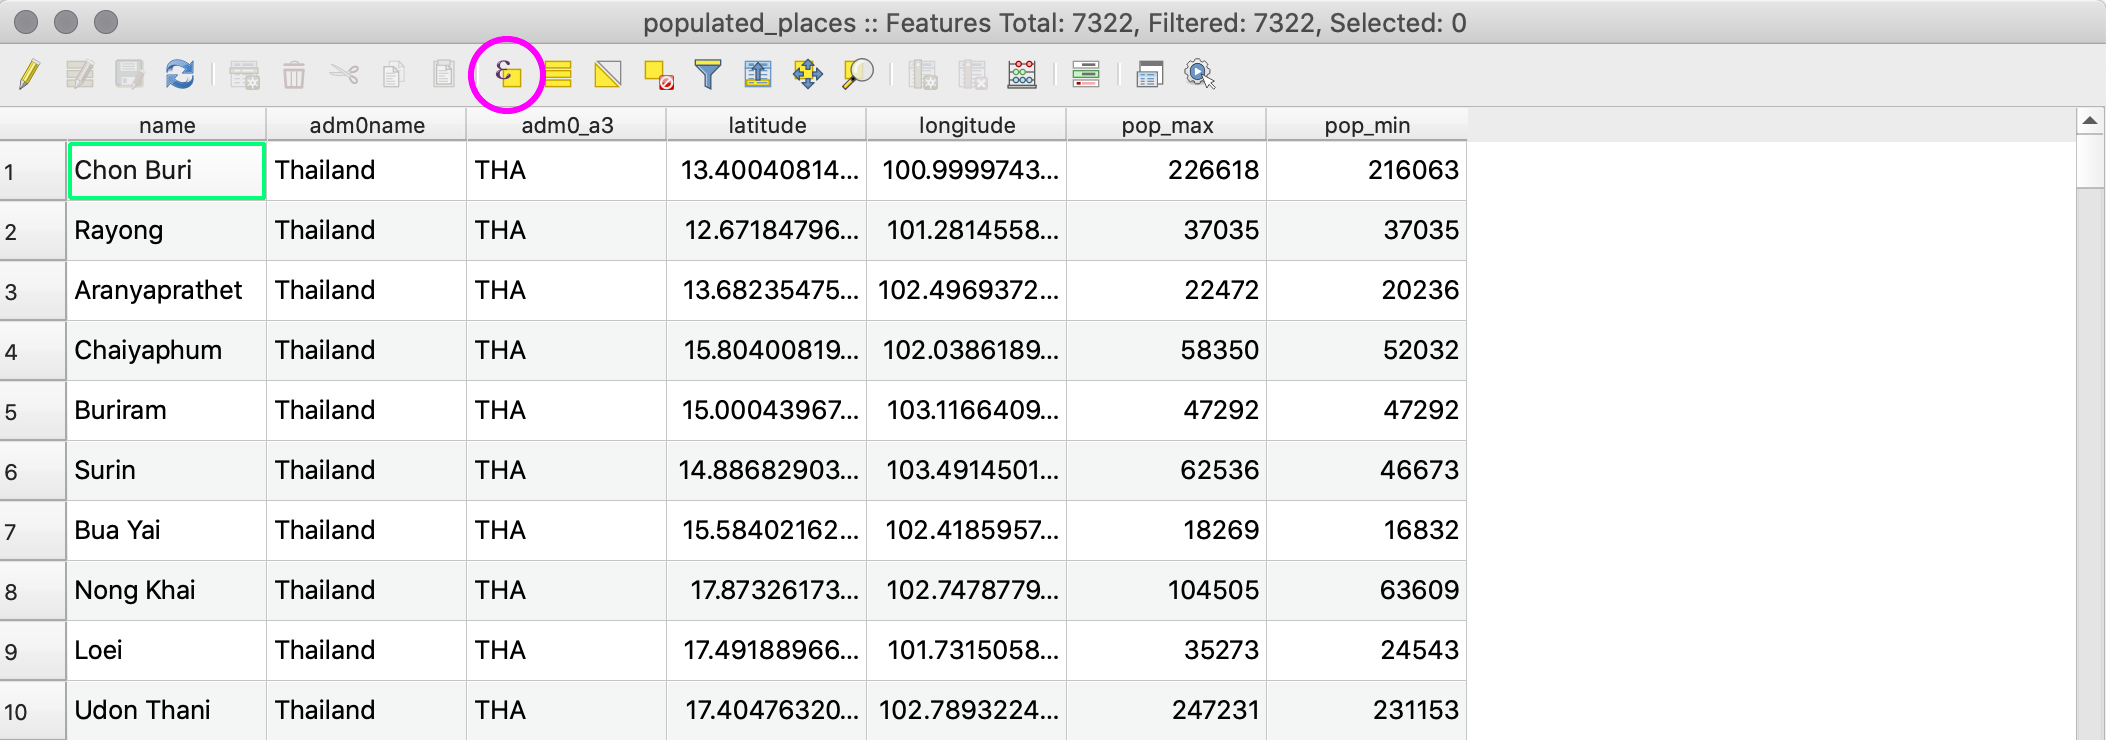 populated_places :: Features Total: 7322, Filtered: 7322, Selected: 0
name adm0name adm0_a3 latitude longitude pop_max pop_min
1 Chon Buri Thailand THA 13.40040814... 100.9999743... 226618 216063
2 Rayong Thailand THA 12.67184796... 101.2814558... 37035 37035
3 Aranyaprathet Thailand THA 13.68235475... 102.4969372... 22472 20236
4 Chaiyaphum Thailand THA 15.80400819... 102.0386189... 58350 52032
5 Buriram Thailand THA 15.00043967... 103.1166409... 47292 47292
6 Surin Thailand THA 14.88682903... 103.4914501... 62536 46673
7 Bua Yai Thailand THA 15.58402162... 102.4185957... 18269 16832
8 Nong Khai Thailand THA 17.87326173... 102.7478779... 104505 63609
9 Loei Thailand THA 17.49188966... 101.7315058... 35273 24543
10 Udon Thani Thailand THA 17.40476320... 102.7893224... 247231 231153